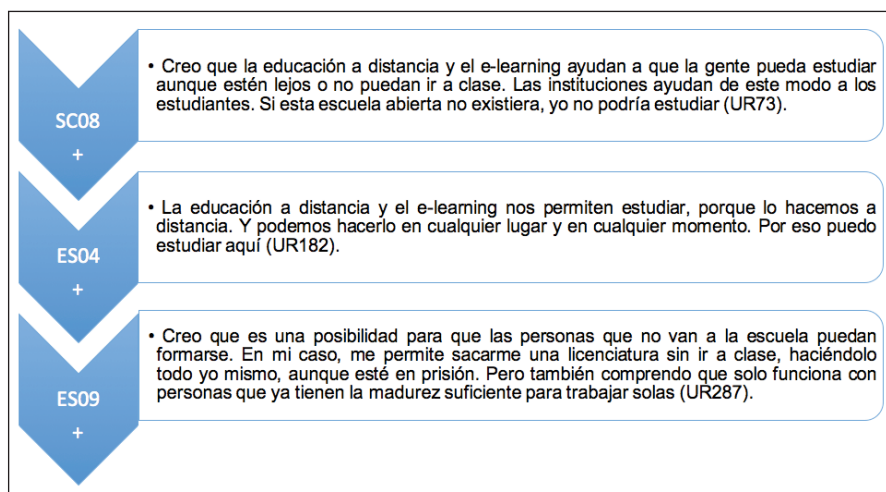 SC08
+
• Creo que la educación a distancia y el e-learning ayudan a que la gente pueda estudiar
aunque estén lejos o no puedan ir a clase. Las instituciones ayudan de este modo a los
estudiantes. Si esta escuela abierta no existiera, yo no podría estudiar (UR73).
ES04
+
• La educación a distancia y el e-learning nos permiten estudiar, porque lo hacemos a
distancia. Y podemos hacerlo en cualquier lugar y en cualquier momento. Por eso puedo
estudiar aquí (UR182).
ES09
+
• Creo que es una posibilidad para que las personas que no van a la escuela puedan
formarse. En mi caso, me permite sacarme una licenciatura sin ir a clase, haciéndolo
todo yo mismo, aunque esté en prisión. Pero también comprendo que solo funciona con
personas que ya tienen la madurez suficiente para trabajar solas (UR287).